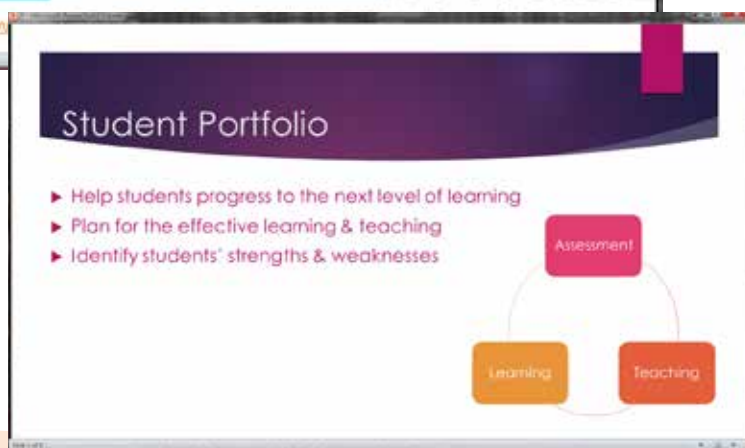 Student Portfolio
Help students progress to the next level of learning
Plan for the effective learning & teaching
Identify students' strengths & weaknesses
Assessment
Learning
Teaching